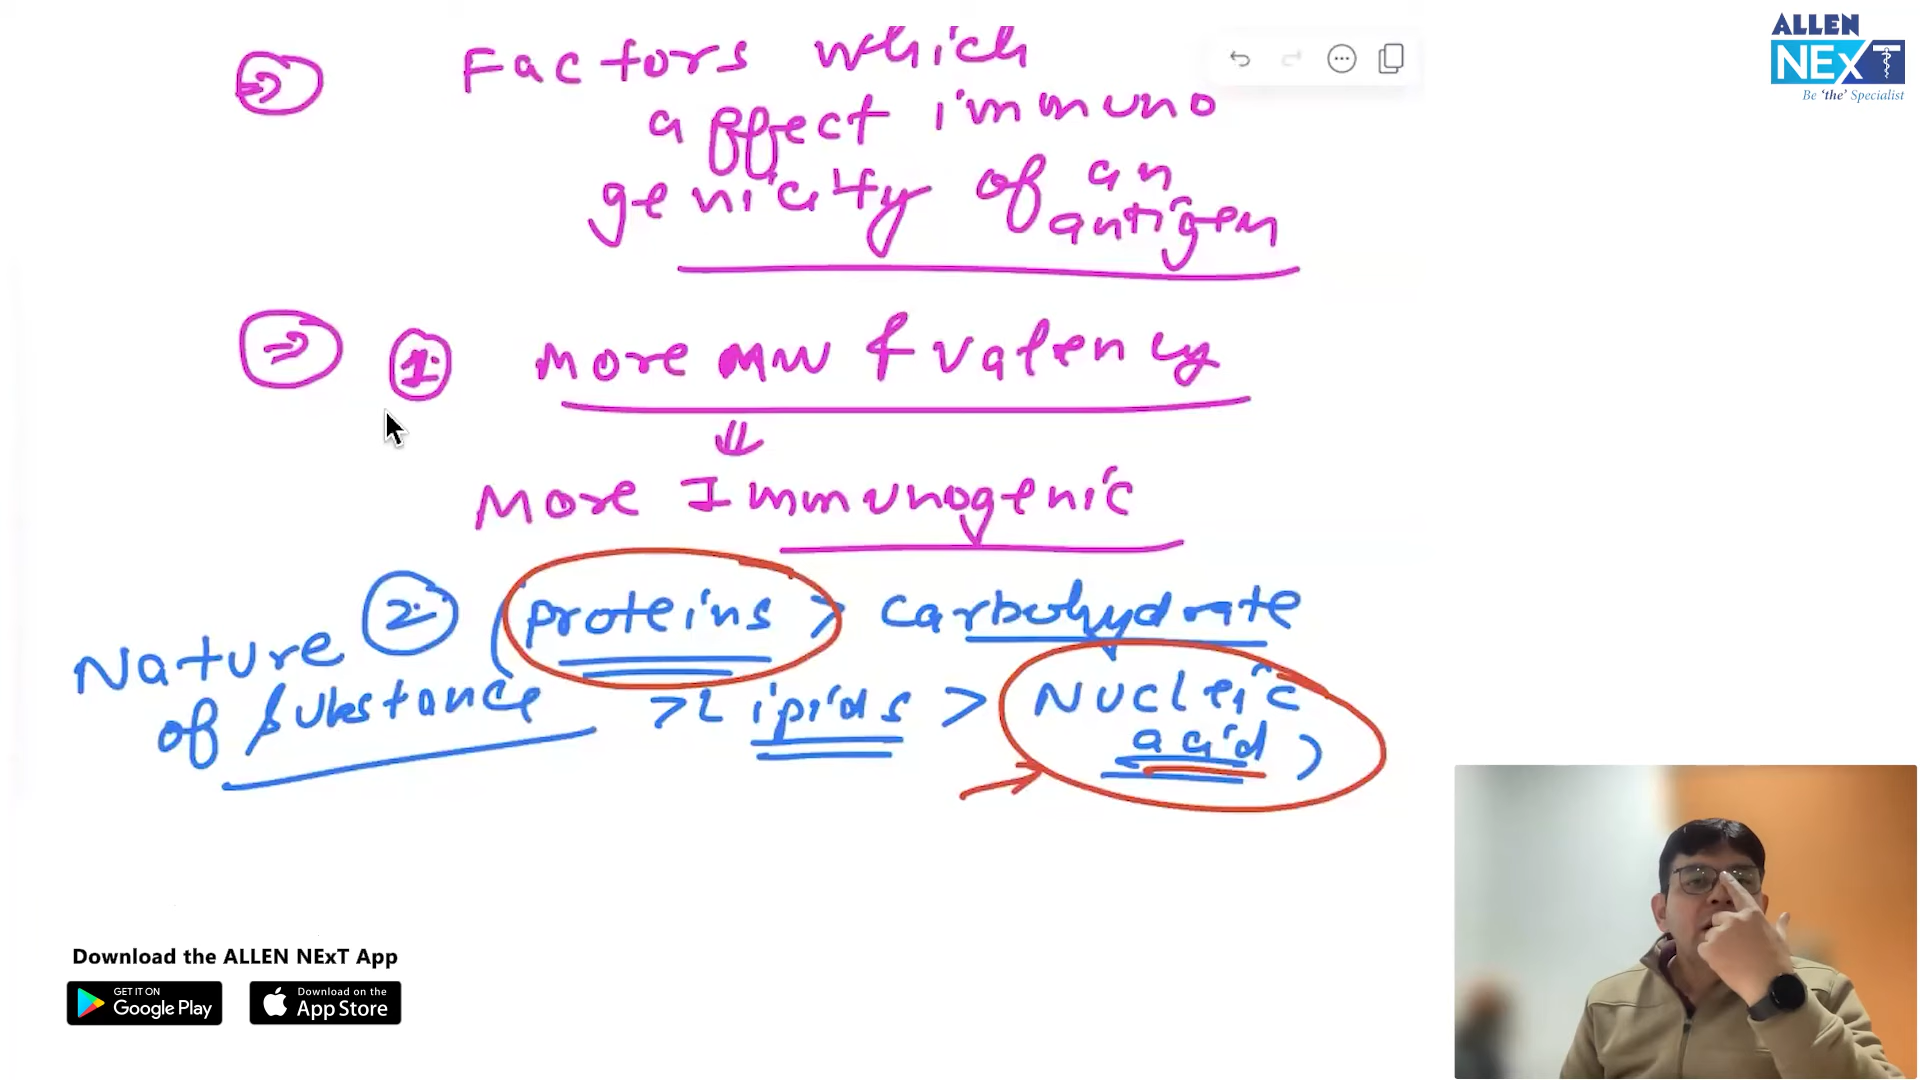 ALLEN
NEXT
Be 'the' Specialist
⇒ Factors which
affect immuno
genicity of an
antigen
⇒ 1. More MW & valency
⇓
More Immunogenic
2. (proteins > carbohydrate
Nature
of substance > Lipids > Nucleic
acid)
Download the ALLEN NExT App
GET IT ON
Google Play
Download on the
App Store